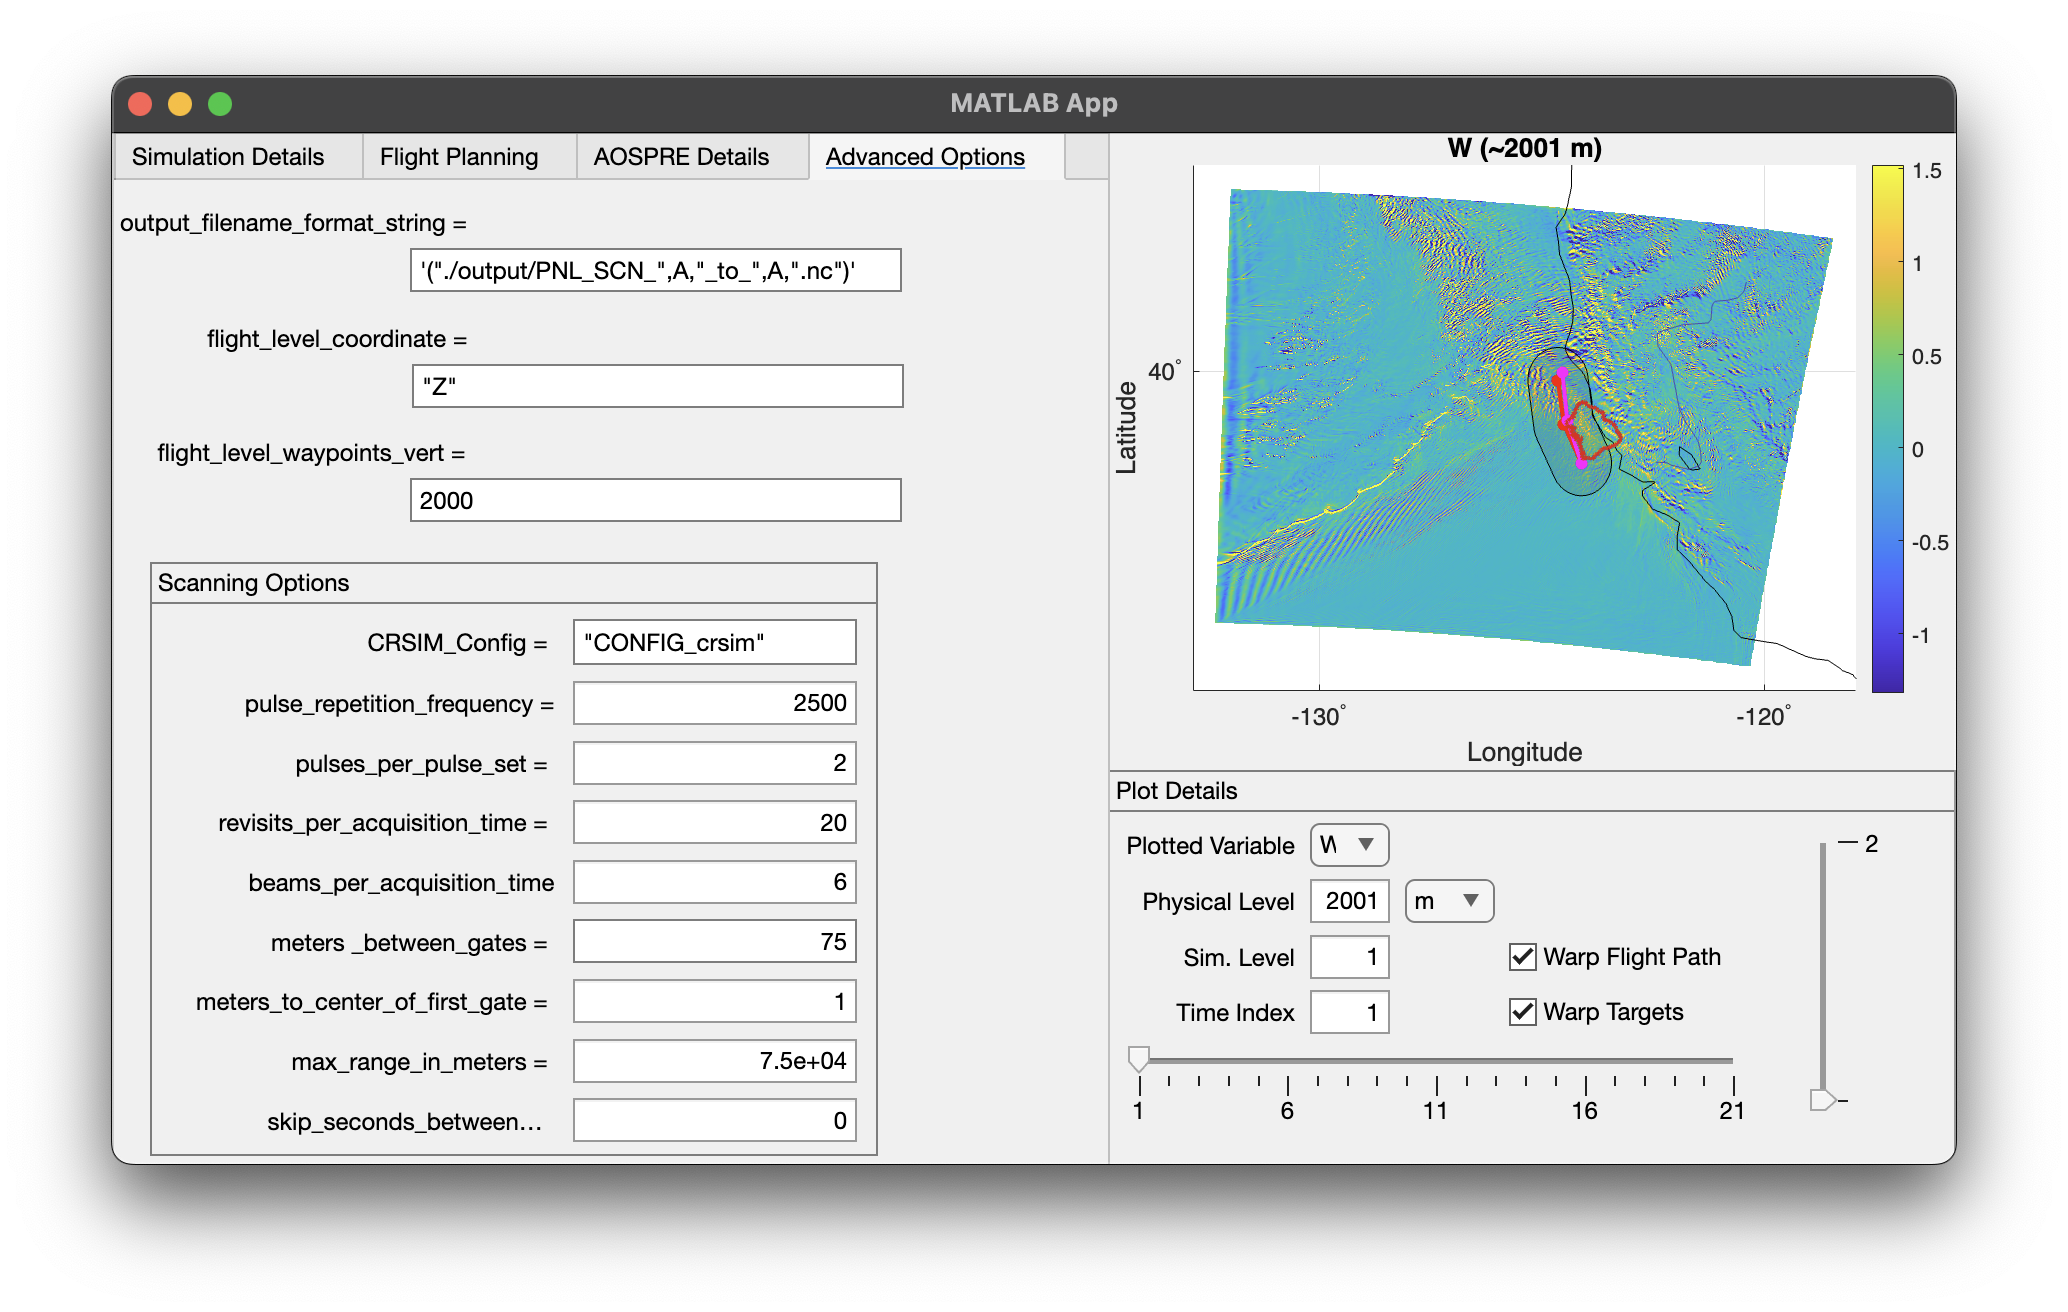 MATLAB App
Simulation Details
Flight Planning
AOSPRE Details
Advanced Options
output_filename_format_string =
'("./output/PNL_SCN_",A,"_to_",A,".nc")'
flight_level_coordinate =
"Z"
flight_level_waypoints_vert =
2000
Scanning Options
CRSIM_Config =
"CONFIG_crsim"
pulse_repetition_frequency =
2500
pulses_per_pulse_set =
2
revisits_per_acquisition_time =
20
beams_per_acquisition_time
6
meters _between_gates =
75
meters_to_center_of_first_gate =
1
max_range_in_meters =
7.5e+04
skip_seconds_between...
0
W (~2001 m)
Latitude
40°
-130°
-120°
Longitude
1.5
1
0.5
0
-0.5
-1
Plot Details
Plotted Variable
W
Physical Level
2001
m
Sim. Level
1
Warp Flight Path
Time Index
1
Warp Targets
1
6
11
16
21
2